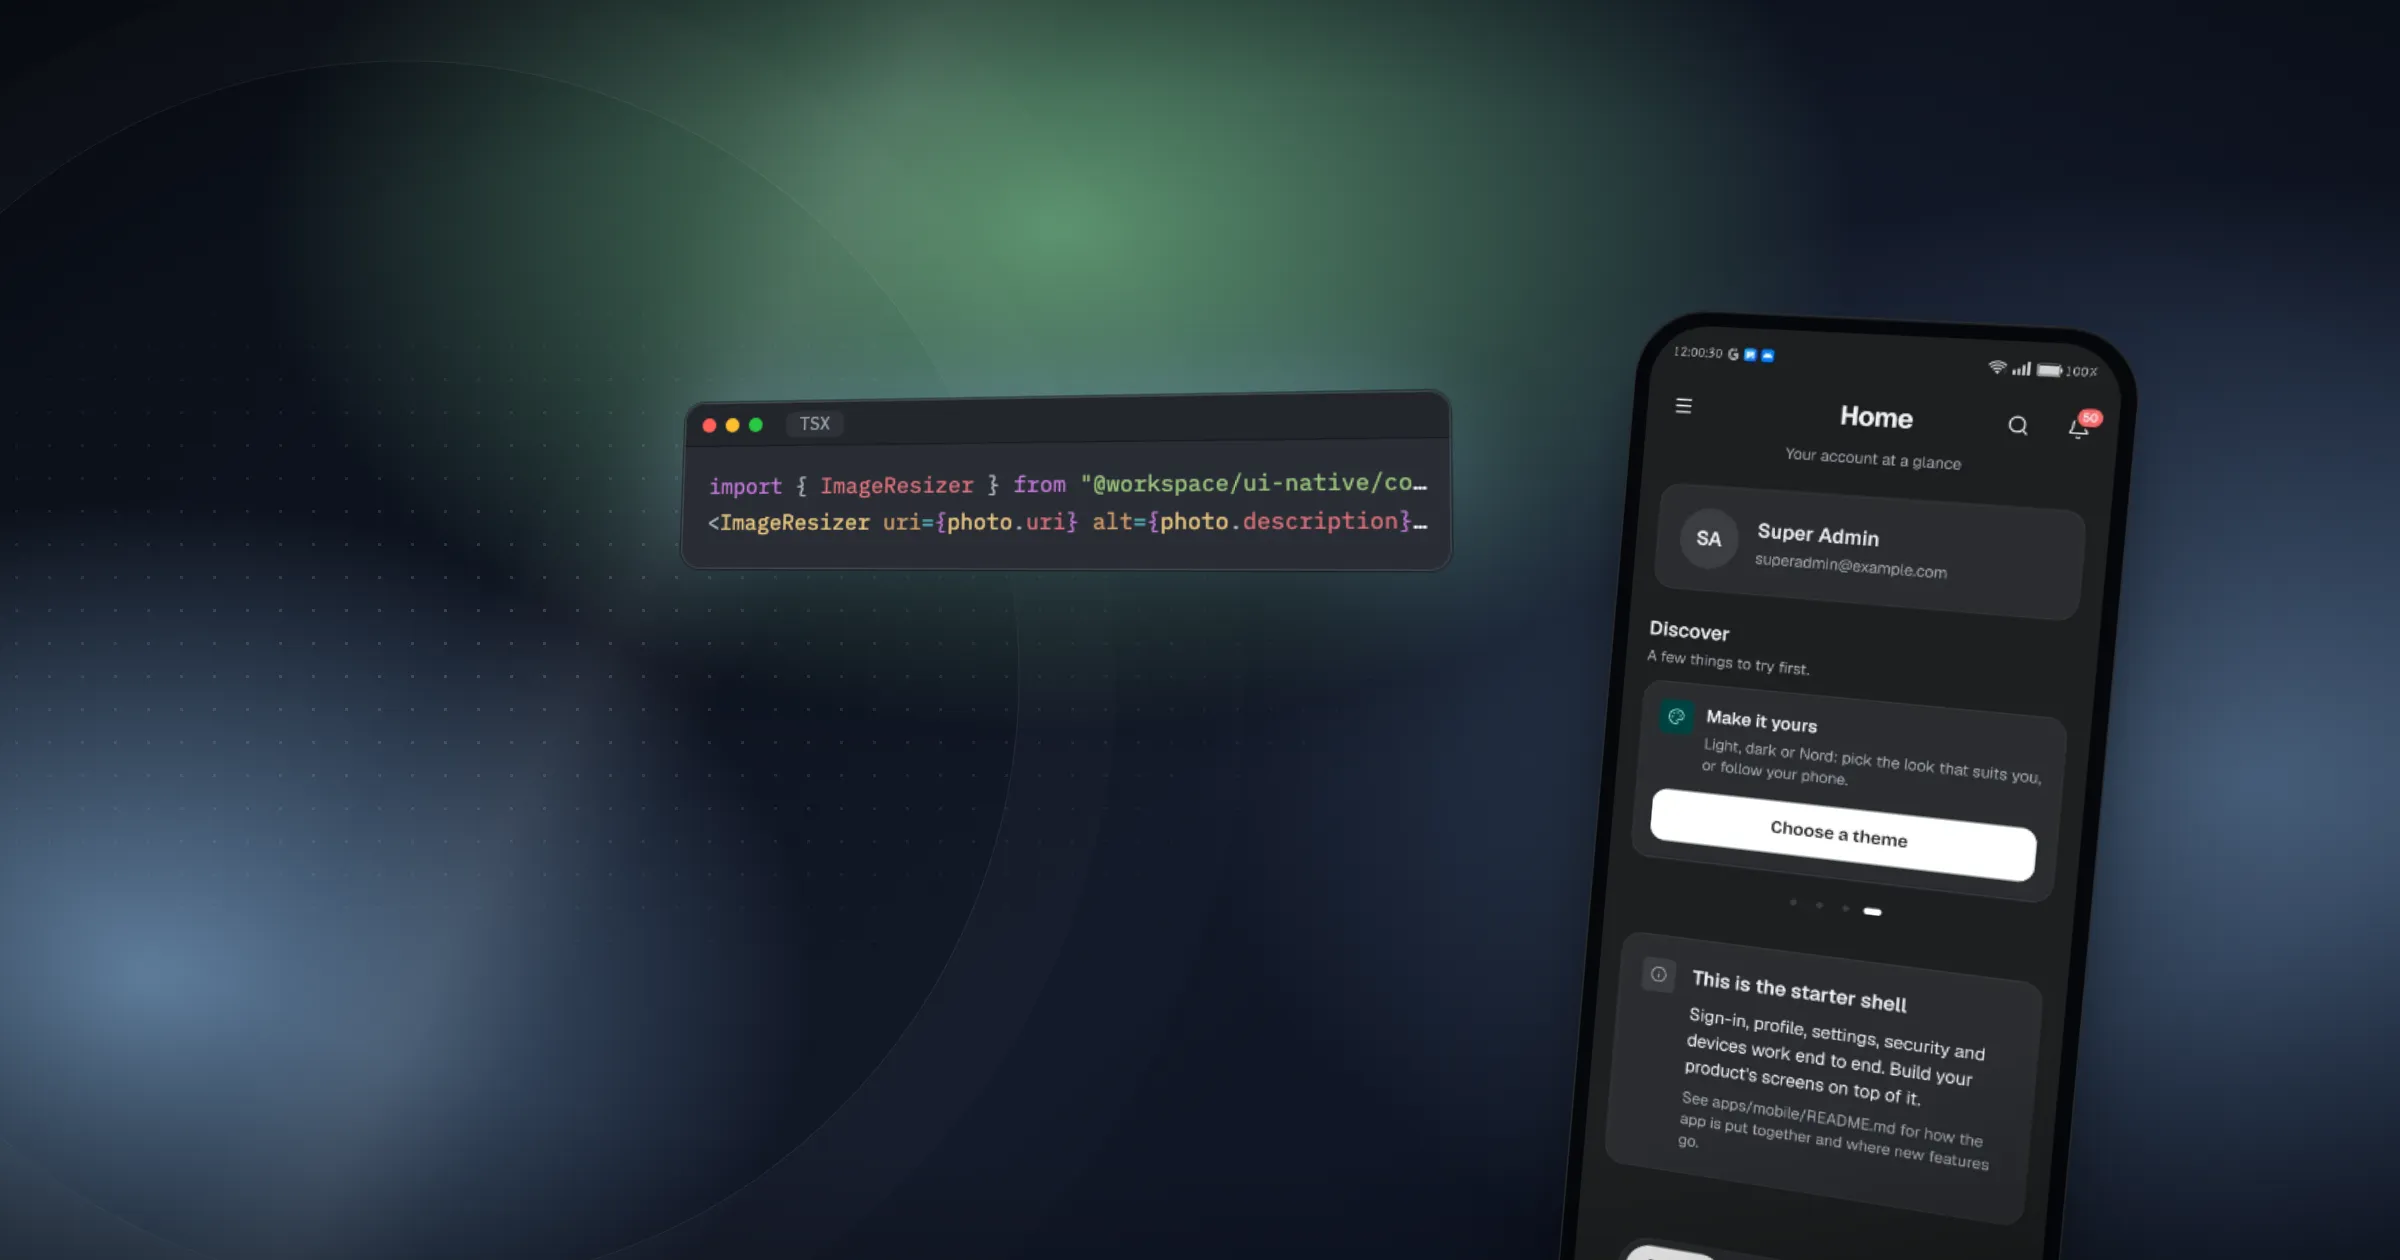 TSX
import { ImageResizer } from "@workspace/ui-native/co…
<ImageResizer uri={photo.uri} alt={photo.description}…
12:00:30
100%
Home
50
Your account at a glance
SA
Super Admin
superadmin@example.com
Discover
A few things to try first.
Make it yours
Light, dark or Nord: pick the look that suits you,
or follow your phone.
Choose a theme
This is the starter shell
Sign-in, profile, settings, security and
devices work end to end. Build your
product's screens on top of it.
See apps/mobile/README.md for how the
app is put together and where new features
go.